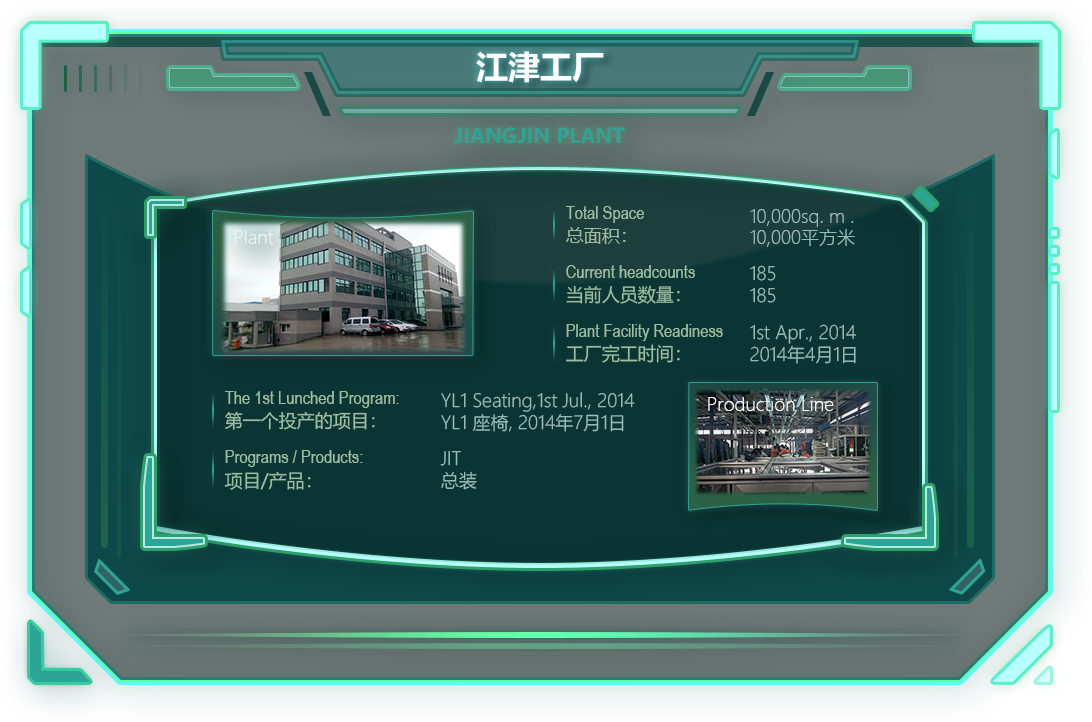 江津工厂
JIANGJIN PLANT
Plant
Total Space
总面积：
10,000sq. m .
10,000平方米
Current headcounts
当前人员数量：
185
185
Plant Facility Readiness
工厂完工时间：
1st Apr., 2014
2014年4月1日
The 1st Lunched Program:
第一个投产的项目：
YL1 Seating,1st Jul., 2014
YL1 座椅, 2014年7月1日
Programs / Products:
项目/产品：
JIT
总装
Production Line